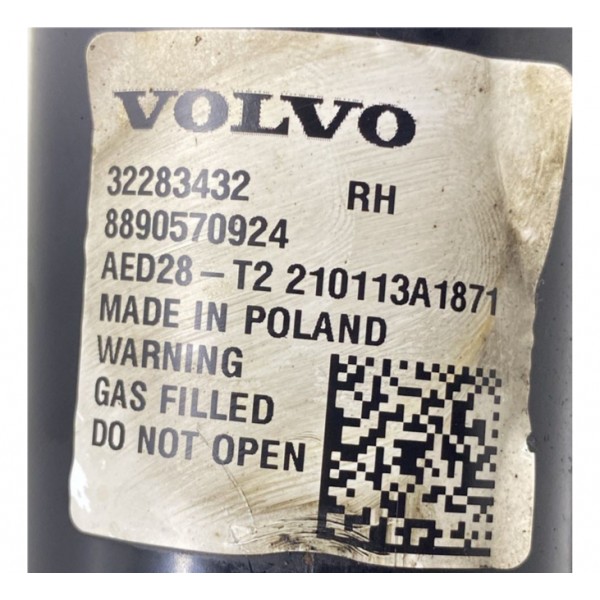 VOLVO
32283432 RH
8890570924
AED28-T2 210113A1871
MADE IN POLAND
WARNING
GAS FILLED
DO NOT OPEN